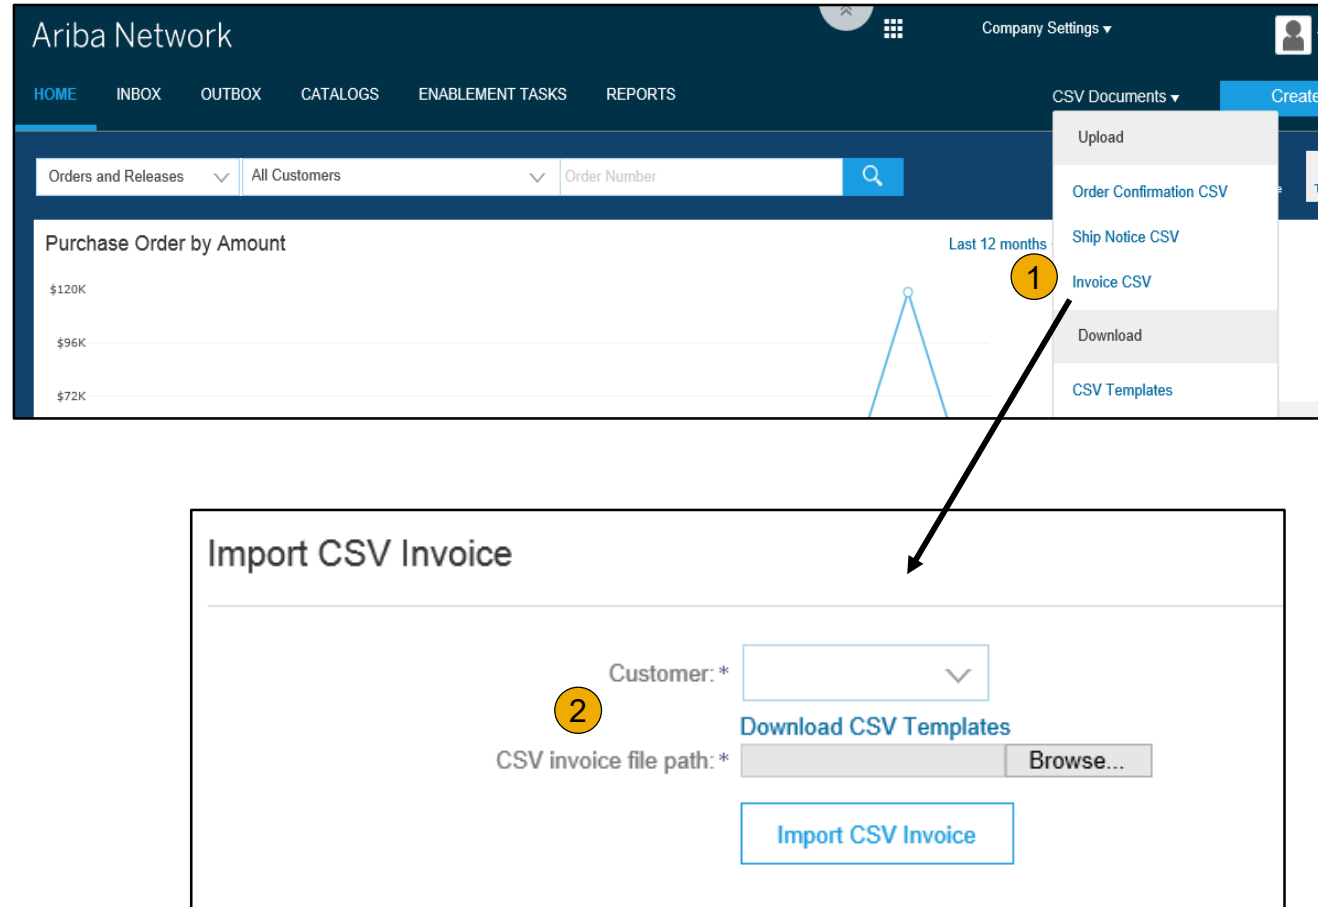 Ariba Network
Company Settings
HOME INBOX OUTBOX CATALOGS ENABLEMENT TASKS REPORTS
CSV Documents
Create
Upload
Orders and Releases All Customers Order Number
Order Confirmation CSV
Purchase Order by Amount
Last 12 months
Ship Notice CSV
1
Invoice CSV
$120K
Download
$96K
CSV Templates
$72K
Import CSV Invoice
Customer: *
2
Download CSV Templates
CSV invoice file path: * Browse...
Import CSV Invoice